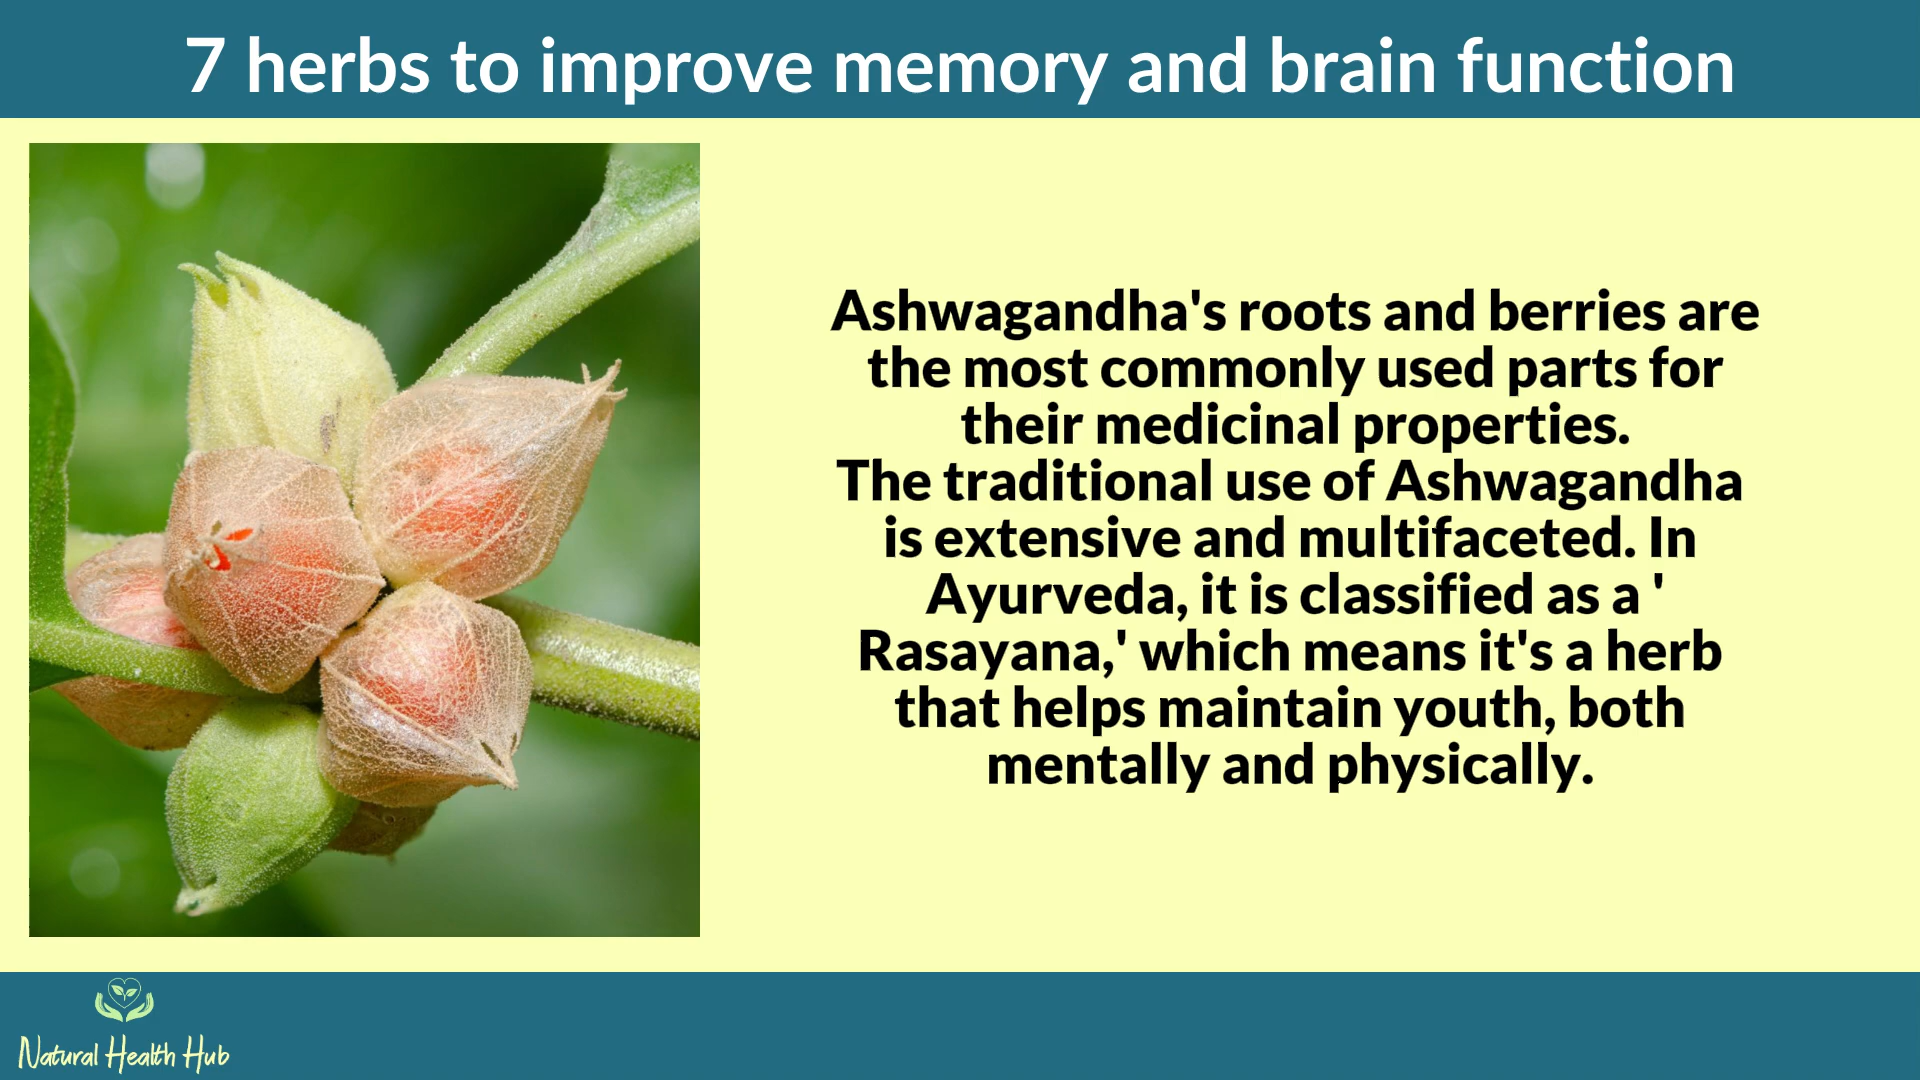 7 herbs to improve memory and brain function
Ashwagandha's roots and berries are
the most commonly used parts for
their medicinal properties.
The traditional use of Ashwagandha
is extensive and multifaceted. In
Ayurveda, it is classified as a '
Rasayana,' which means it's a herb
that helps maintain youth, both
mentally and physically.
Natural Health Hub